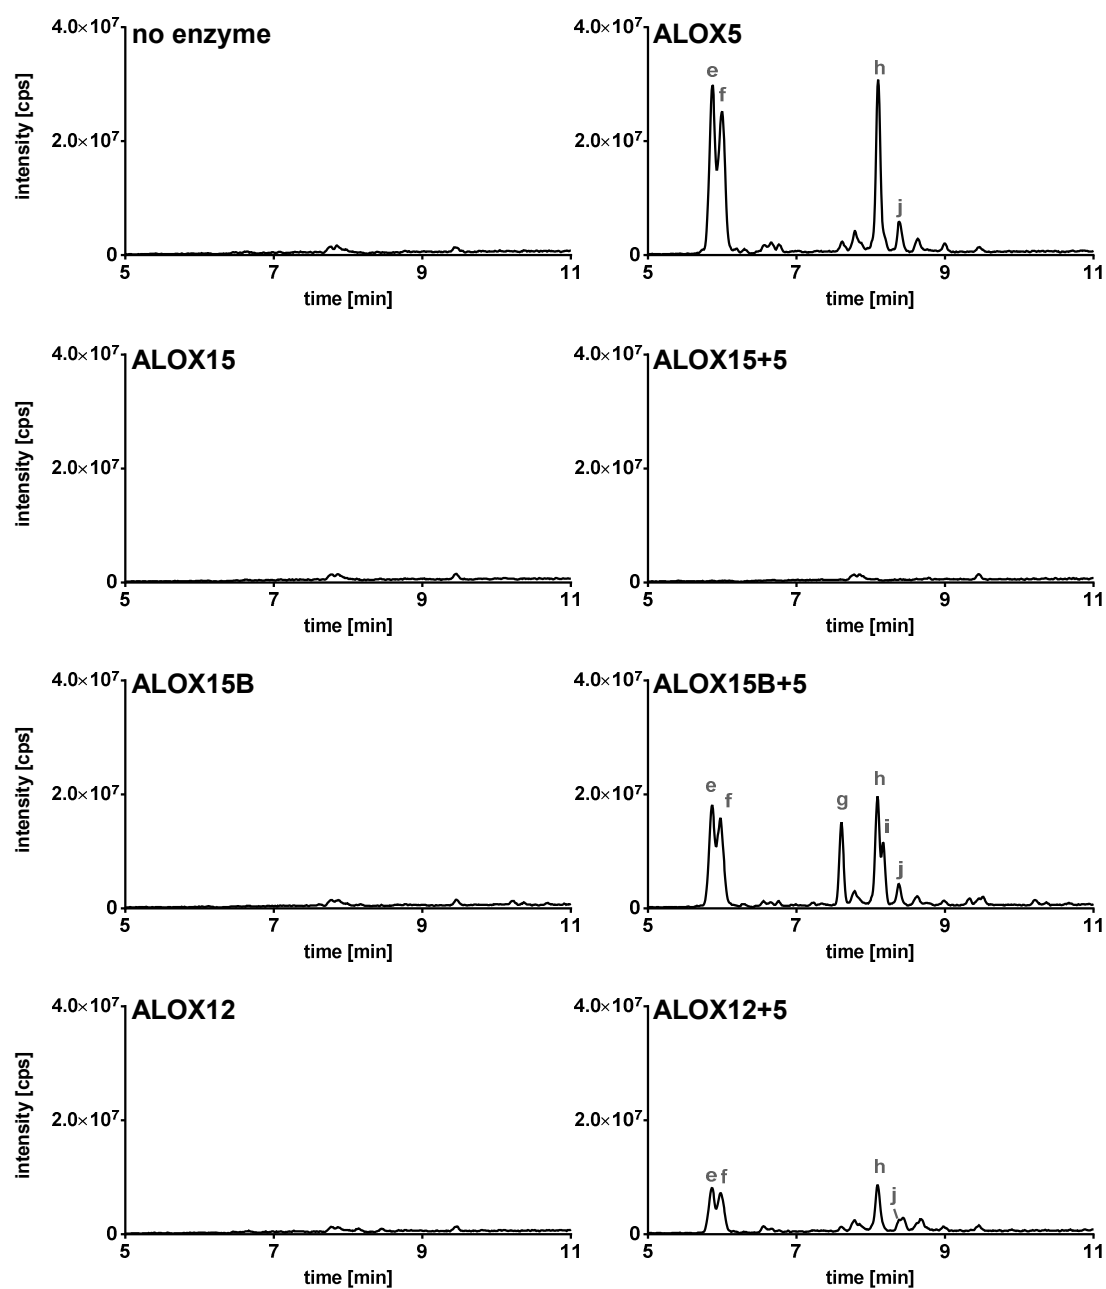 no enzyme
intensity [cps]
4.0×10⁷
2.0×10⁷
0
5 7 9 11
time [min]
ALOX5
4.0×10⁷
2.0×10⁷
0
e
f
h
j
5 7 9 11
time [min]
ALOX15
intensity [cps]
4.0×10⁷
2.0×10⁷
0
5 7 9 11
time [min]
ALOX15+5
4.0×10⁷
2.0×10⁷
0
5 7 9 11
time [min]
ALOX15B
intensity [cps]
4.0×10⁷
2.0×10⁷
0
5 7 9 11
time [min]
ALOX15B+5
4.0×10⁷
2.0×10⁷
0
e
f
g
h
i
j
5 7 9 11
time [min]
ALOX12
intensity [cps]
4.0×10⁷
2.0×10⁷
0
5 7 9 11
time [min]
ALOX12+5
4.0×10⁷
2.0×10⁷
0
e f
h
j
5 7 9 11
time [min]